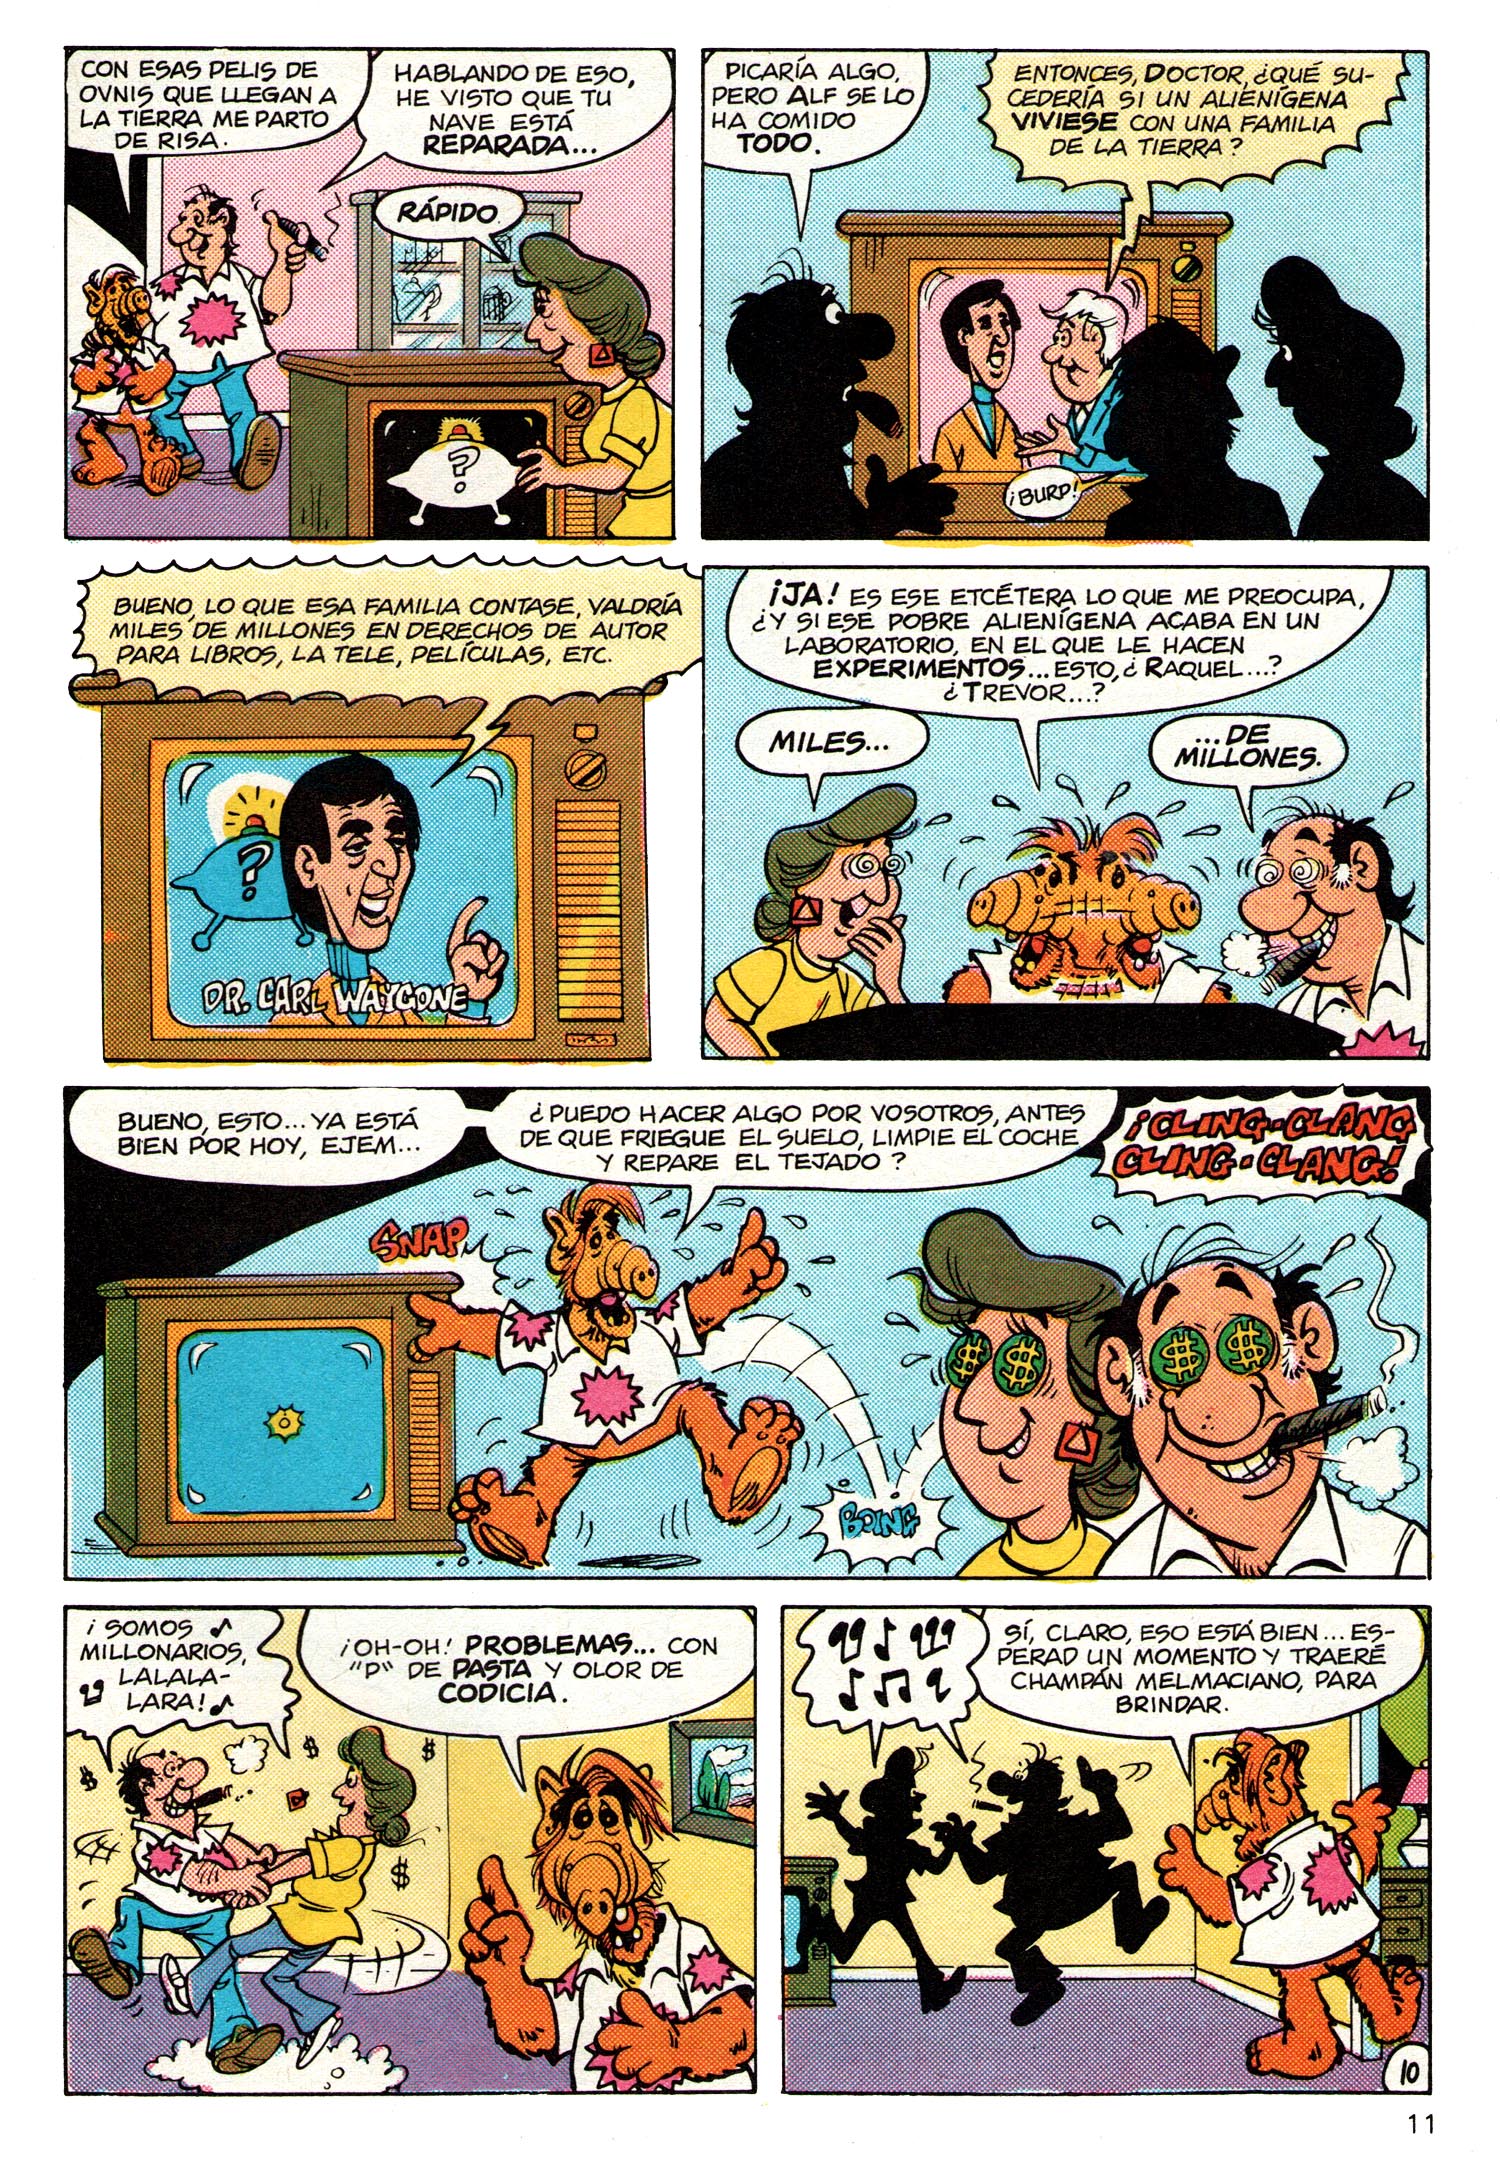 CON ESAS PELIS DE
OVNIS QUE LLEGAN A
LA TIERRA ME PARTO
DE RISA.
HABLANDO DE ESO,
HE VISTO QUE TU
NAVE ESTÁ
REPARADA...
RÁPIDO.
?
PICARÍA ALGO,
PERO ALF SE LO
HA COMIDO
TODO.
ENTONCES, DOCTOR, ¿QUÉ SU-
CEDERÍA SI UN ALIENÍGENA
VIVIESE CON UNA FAMILIA
DE LA TIERRA?
¡BURP!
BUENO, LO QUE ESA FAMILIA CONTASE, VALDRÍA
MILES DE MILLONES EN DERECHOS DE AUTOR
PARA LIBROS, LA TELE, PELÍCULAS, ETC.
?
DR. CARL WAYGONE
¡JA! ES ESE ETCÉTERA LO QUE ME PREOCUPA,
¿Y SI ESE POBRE ALIENÍGENA ACABA EN UN
LABORATORIO, EN EL QUE LE HACEN
EXPERIMENTOS... ESTO, ¿RAQUEL...?
¿TREVOR...?
MILES...
...DE
MILLONES.
BUENO, ESTO... YA ESTÁ
BIEN POR HOY, EJEM...
¿PUEDO HACER ALGO POR VOSOTROS, ANTES
DE QUE FRIEGUE EL SUELO, LIMPIE EL COCHE
Y REPARE EL TEJADO?
¡CLING-CLANG
CLING-CLANG!
SNAP
$ $ $ $
BOING
¡SOMOS ♪
MILLONARIOS,
LALALA-
LARA! ♪
¡OH-OH! PROBLEMAS... CON
"P" DE PASTA Y OLOR DE
CODICIA.
$ $ $ $
SÍ, CLARO, ESO ESTÁ BIEN... ES-
PERAD UN MOMENTO Y TRAERÉ
CHAMPÁN MELMACIANO, PARA
BRINDAR.
10
11